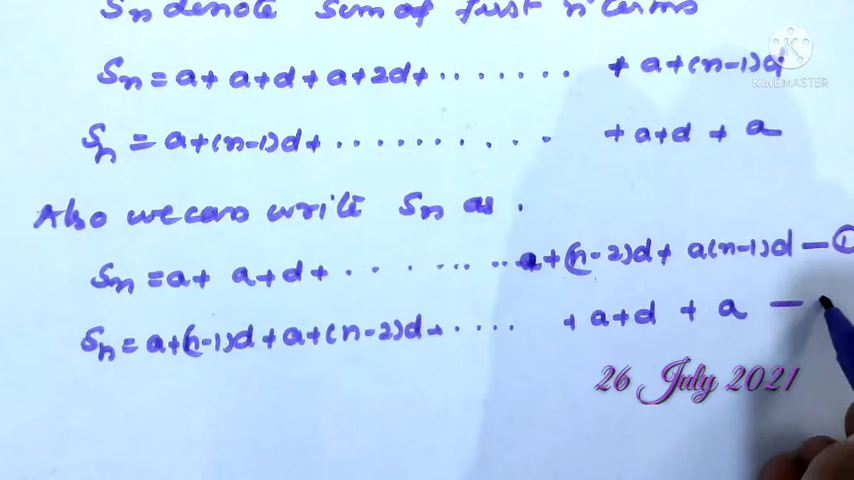 Sn denote Sum of first n terms
Sn = a + a+d + a+2d + ....... + a+(n-1)d
KINEMASTER
Sn = a+(n-1)d + .......... + a+d + a
Also we can write Sn as .
Sn = a + a+d + ......... a+(n-2)d + a(n-1)d — ①
Sn = a+(n-1)d + a+(n-2)d + .... + a+d + a —
26 July 2021